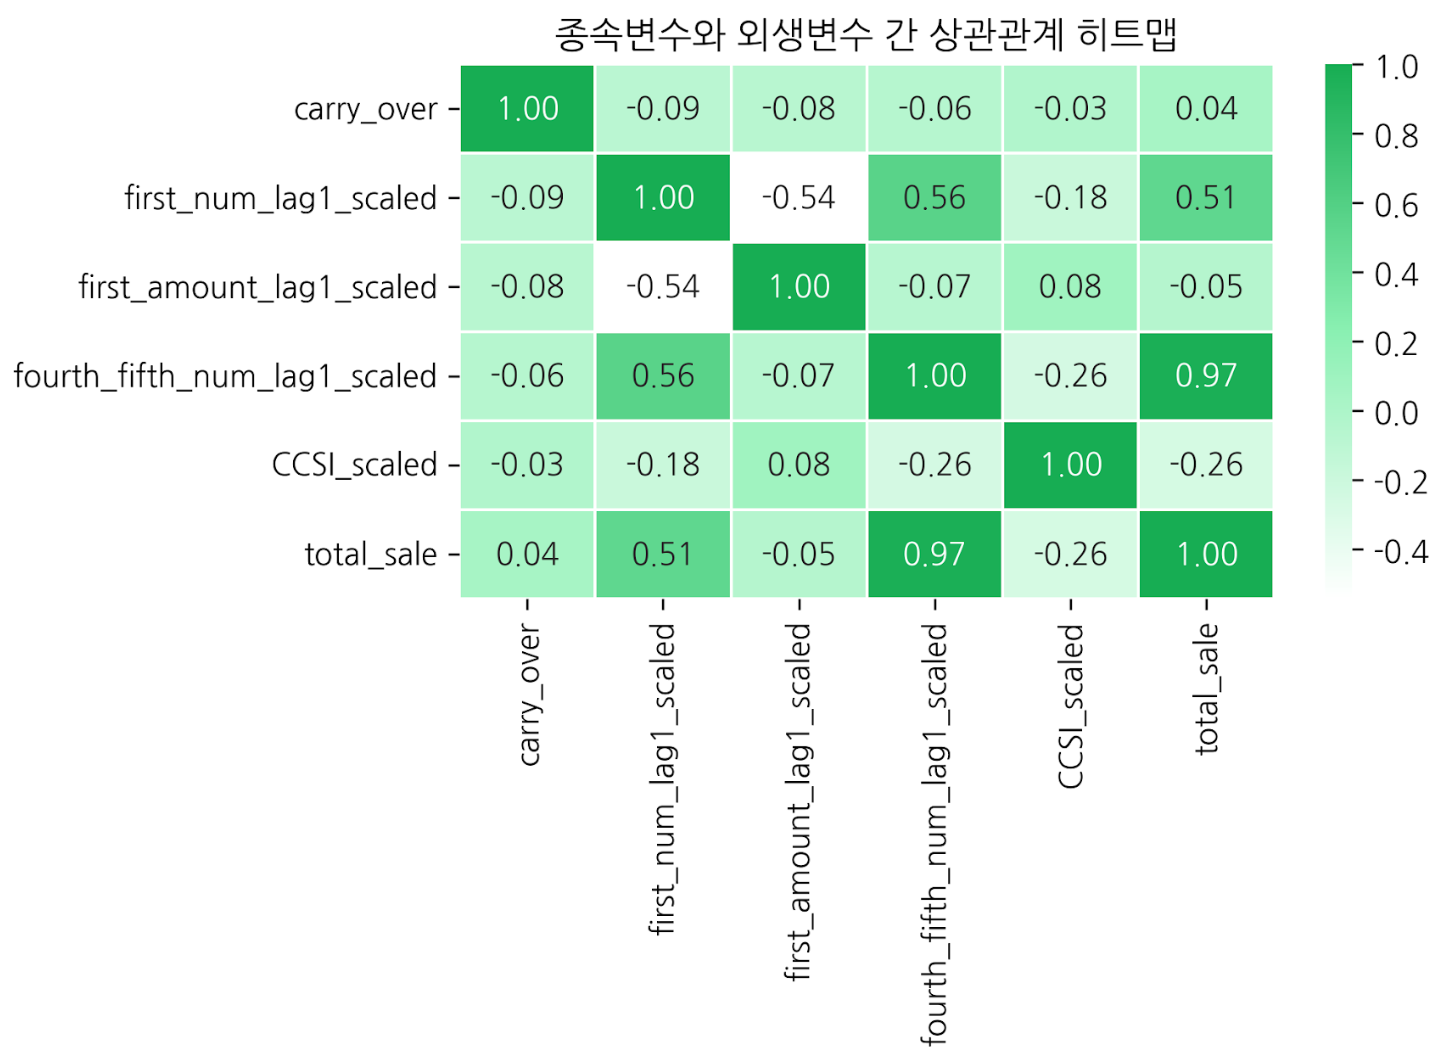 종속변수와 외생변수 간 상관관계 히트맵
carry_over 1.00 -0.09 -0.08 -0.06 -0.03 0.04
first_num_lag1_scaled -0.09 1.00 -0.54 0.56 -0.18 0.51
first_amount_lag1_scaled -0.08 -0.54 1.00 -0.07 0.08 -0.05
fourth_fifth_num_lag1_scaled -0.06 0.56 -0.07 1.00 -0.26 0.97
CCSI_scaled -0.03 -0.18 0.08 -0.26 1.00 -0.26
total_sale 0.04 0.51 -0.05 0.97 -0.26 1.00
carry_over
first_num_lag1_scaled
first_amount_lag1_scaled
fourth_fifth_num_lag1_scaled
CCSI_scaled
total_sale
1.0
0.8
0.6
0.4
0.2
0.0
-0.2
-0.4